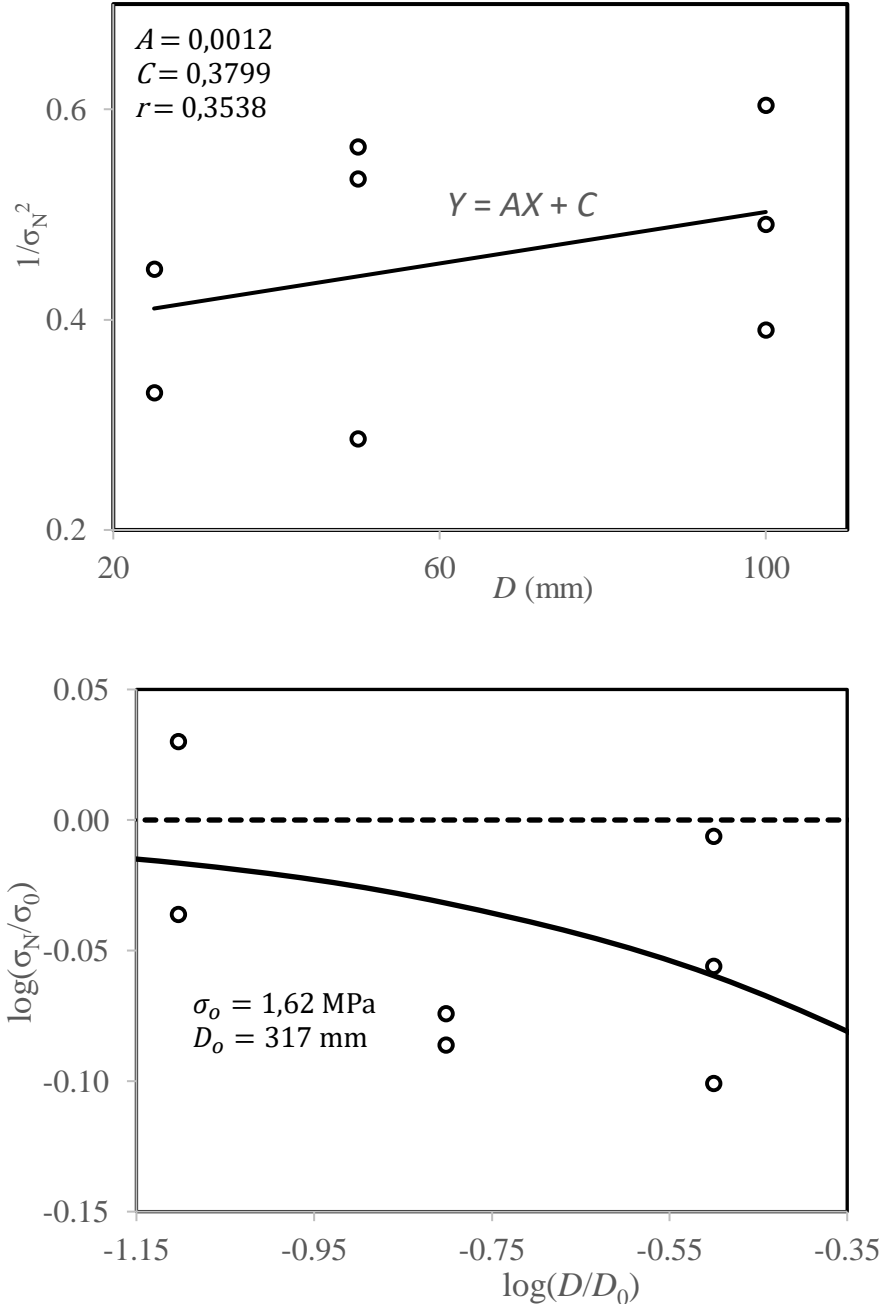 A = 0,0012
C = 0,3799
r = 0,3538
0.6
Y = AX + C
1/σN²
0.4
0.2
20
60
100
D (mm)
0.05
0.00
log(σN/σ0)
-0.05
σo = 1,62 MPa
Do = 317 mm
-0.10
-0.15
-1.15
-0.95
-0.75
-0.55
-0.35
log(D/D0)